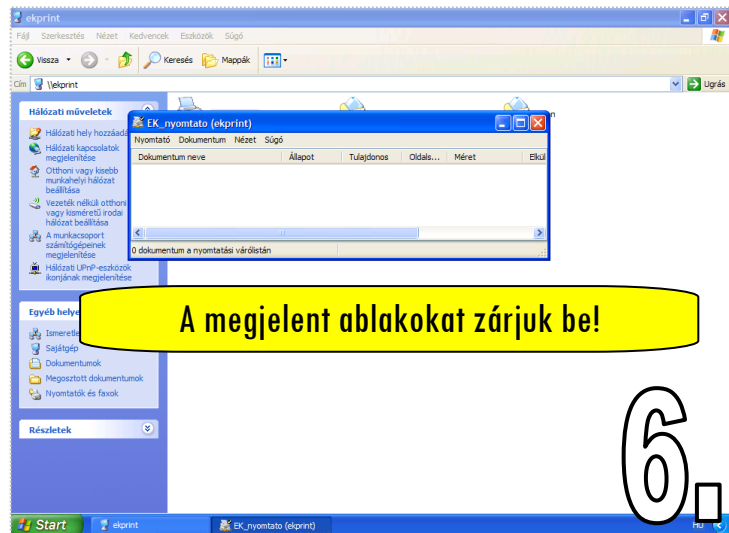 ekprint
Fájl Szerkesztés Nézet Kedvencek Eszközök Súgó
Vissza Keresés Mappák
Cím \\ekprint Ugrás
Hálózati műveletek
Hálózati hely hozzáadá
Hálózati kapcsolatok
megjelenítése
Otthoni vagy kisebb
munkahelyi hálózat
beállítása
Vezeték nélküli otthoni
vagy kisméretű irodai
hálózat beállítása
A munkacsoport
számítógépeinek
megjelenítése
Hálózati UPnP-eszközök
ikonjának megjelenítése
EK_nyomtato (ekprint)
Nyomtató Dokumentum Nézet Súgó
Dokumentum neve Állapot Tulajdonos Oldals... Méret Elkül
0 dokumentum a nyomtatási várólistán
A megjelent ablakokat zárjuk be!
Egyéb helye
Ismeretle
Sajátgép
Dokumentumok
Megosztott dokumentumok
Nyomtatók és faxok
Részletek
6.
Start ekprint EK_nyomtato (ekprint) HU